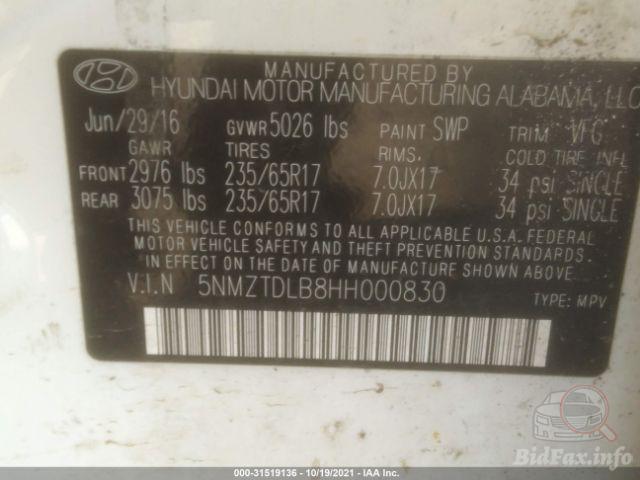 MANUFACTURED BY
HYUNDAI MOTOR MANUFACTURING ALABAMA, LLC
Jun/29/16 GVWR 5026 lbs PAINT SWP TRIM VFG
GAWR TIRES RIMS. COLD TIRE INFL
FRONT 2976 lbs 235/65R17 7.0JX17 34 psi SINGLE
REAR 3075 lbs 235/65R17 7.0JX17 34 psi SINGLE
THIS VEHICLE CONFORMS TO ALL APPLICABLE U.S.A. FEDERAL
MOTOR VEHICLE SAFETY AND THEFT PREVENTION STANDARDS
IN EFFECT ON THE DATE OF MANUFACTURE SHOWN ABOVE.
V.I.N 5NMZTDLB8HH000830
TYPE: MPV
BidFax.info
000-31519136 - 10/19/2021 - IAA Inc.